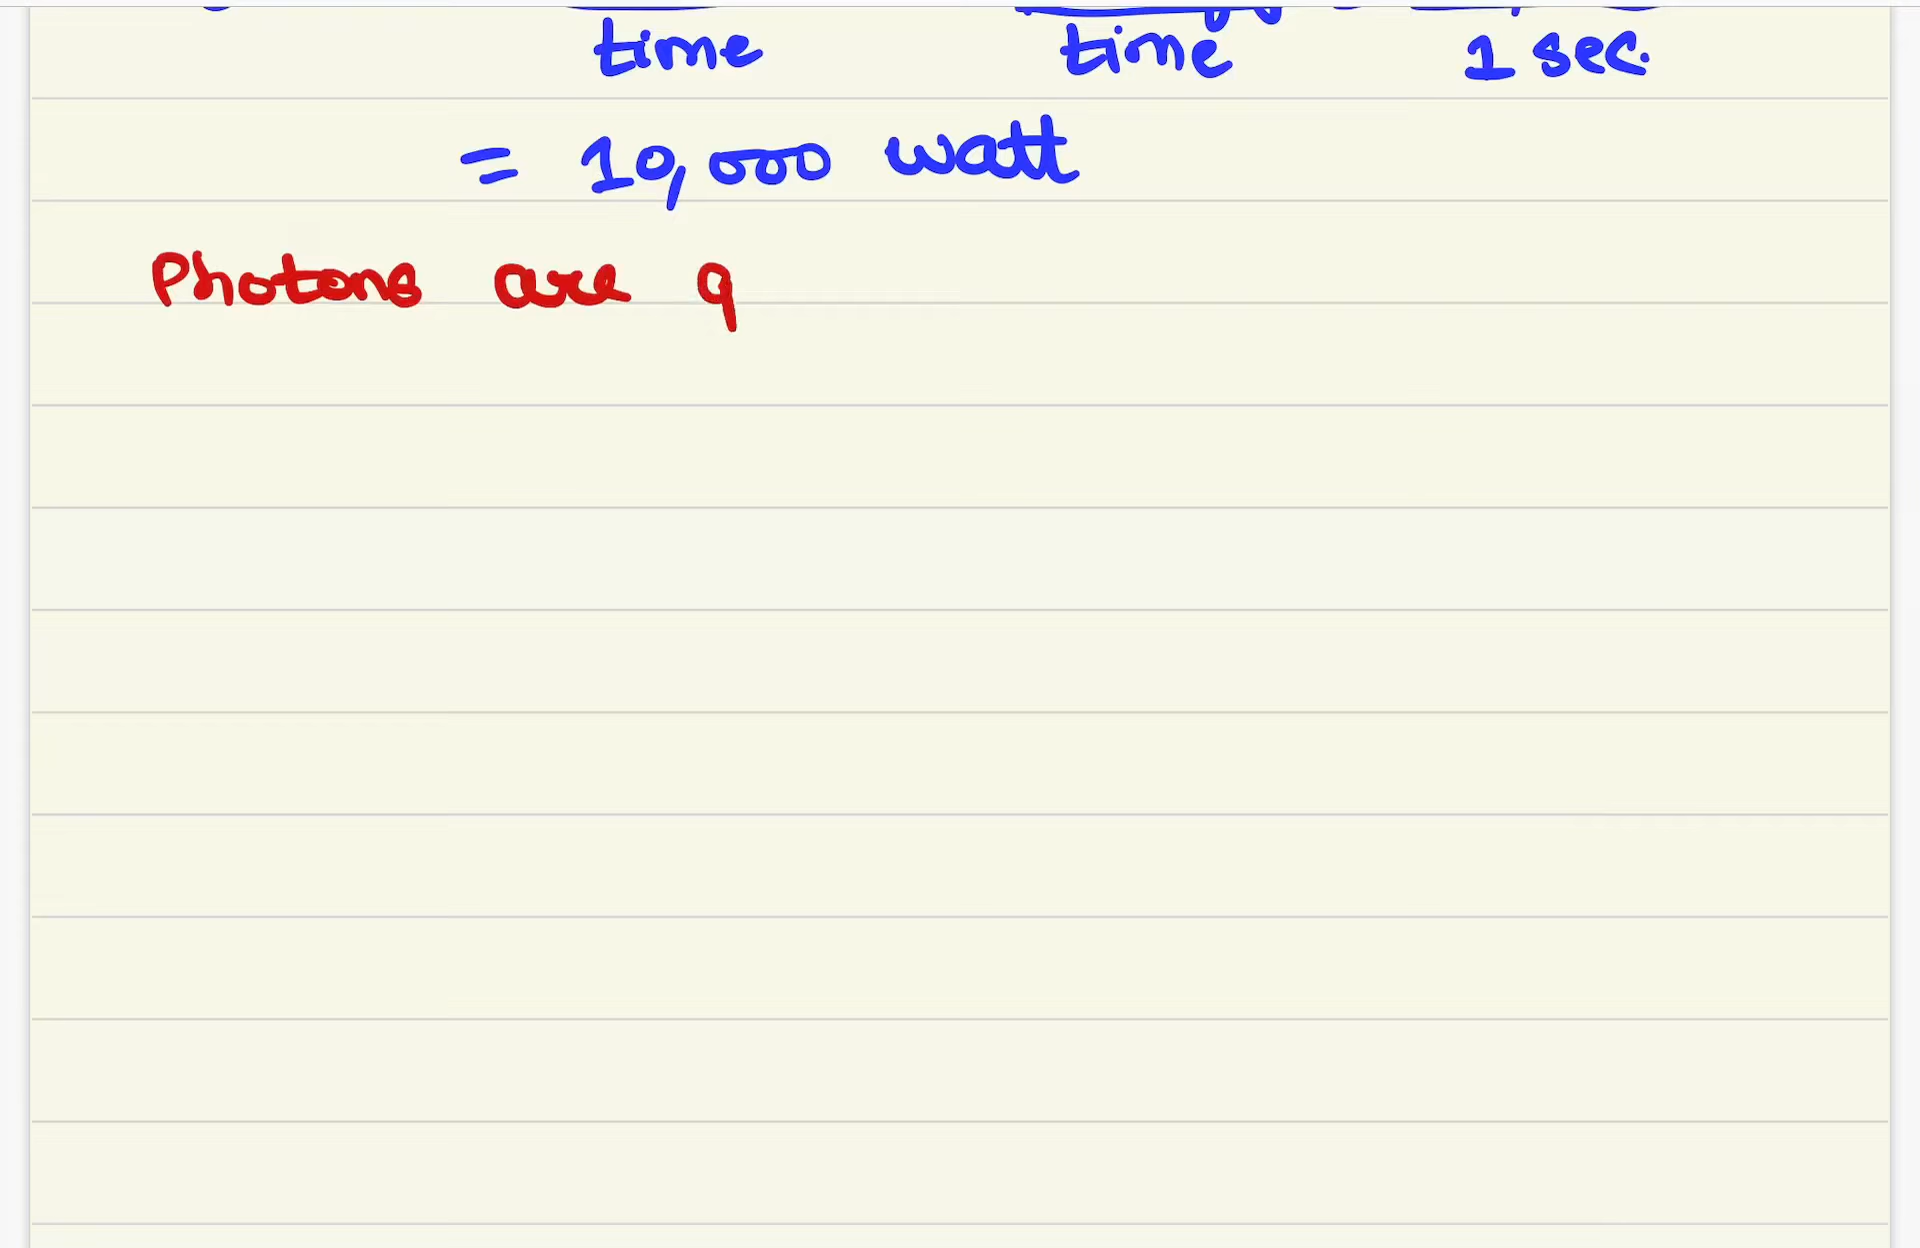 time time 1 sec.
= 10,000 watt
Photons are q